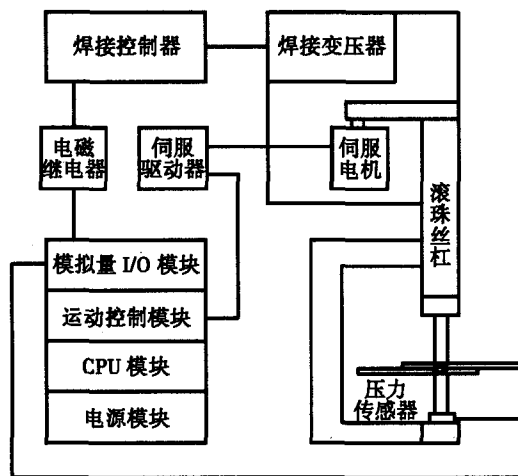 焊接控制器
焊接变压器
电磁
继电器
伺服
驱动器
伺服
电机
滚珠丝杠
模拟量 I/O 模块
运动控制模块
CPU 模块
电源模块
压力
传感器